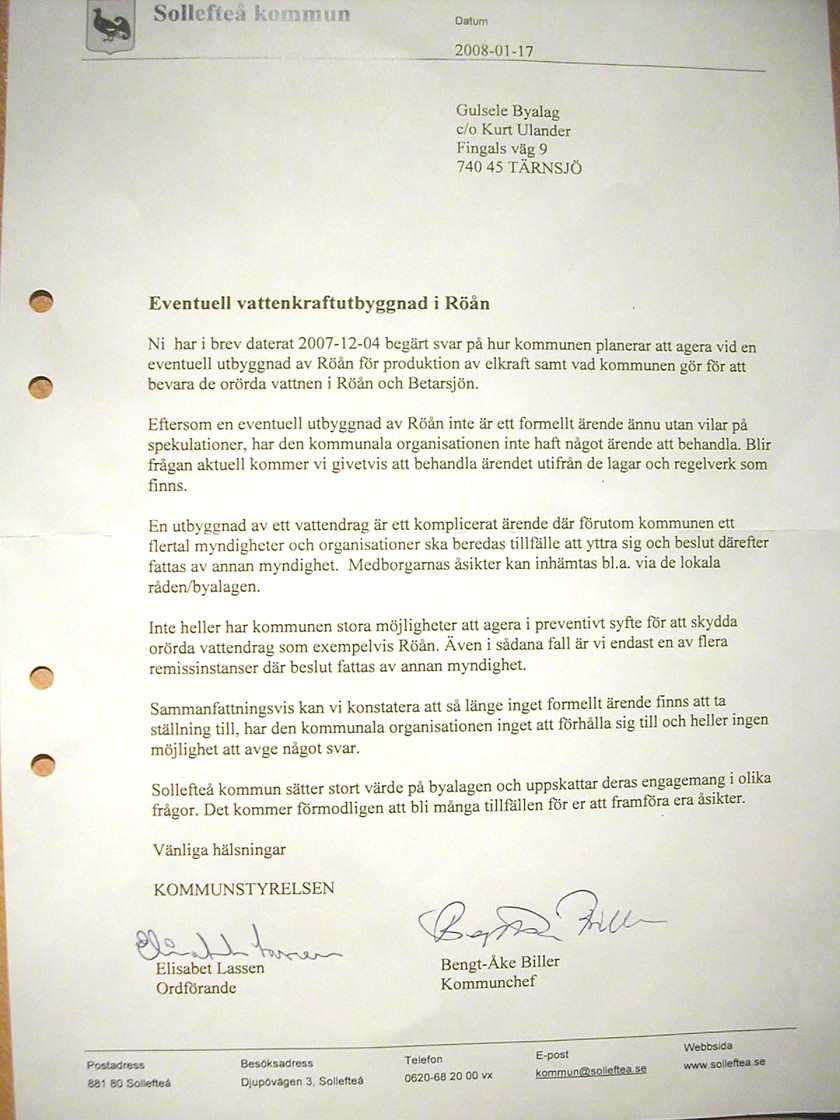 Sollefteå kommun
Datum
2008-01-17
Gulsele Byalag
c/o Kurt Ulander
Fingals väg 9
740 45 TÄRNSJÖ
Eventuell vattenkraftutbyggnad i Röån
Ni har i brev daterat 2007-12-04 begärt svar på hur kommunen planerar att agera vid en
eventuell utbyggnad av Röån för produktion av elkraft samt vad kommunen gör för att
bevara de orörda vattnen i Röån och Betarsjön.
Eftersom en eventuell utbyggnad av Röån inte är ett formellt ärende ännu utan vilar på
spekulationer, har den kommunala organisationen inte haft något ärende att behandla. Blir
frågan aktuell kommer vi givetvis att behandla ärendet utifrån de lagar och regelverk som
finns.
En utbyggnad av ett vattendrag är ett komplicerat ärende där förutom kommunen ett
flertal myndigheter och organisationer ska beredas tillfälle att yttra sig och beslut därefter
fattas av annan myndighet. Medborgarnas åsikter kan inhämtas bl.a. via de lokala
råden/byalagen.
Inte heller har kommunen stora möjligheter att agera i preventivt syfte för att skydda
orörda vattendrag som exempelvis Röån. Även i sådana fall är vi endast en av flera
remissinstanser där beslut fattas av annan myndighet.
Sammanfattningsvis kan vi konstatera att så länge inget formellt ärende finns att ta
ställning till, har den kommunala organisationen inget att förhålla sig till och heller ingen
möjlighet att avge något svar.
Sollefteå kommun sätter stort värde på byalagen och uppskattar deras engagemang i olika
frågor. Det kommer förmodligen att bli många tillfällen för er att framföra era åsikter.
Vänliga hälsningar
KOMMUNSTYRELSEN
Elisabet Lassen
Bengt-Åke Biller
Elisabet Lassen
Ordförande
Bengt-Åke Biller
Kommunchef
Postadress
881 80 Sollefteå
Besöksadress
Djupövägen 3, Sollefteå
Telefon
0620-68 20 00 vx
E-post
kommun@solleftea.se
Webbsida
www.solleftea.se